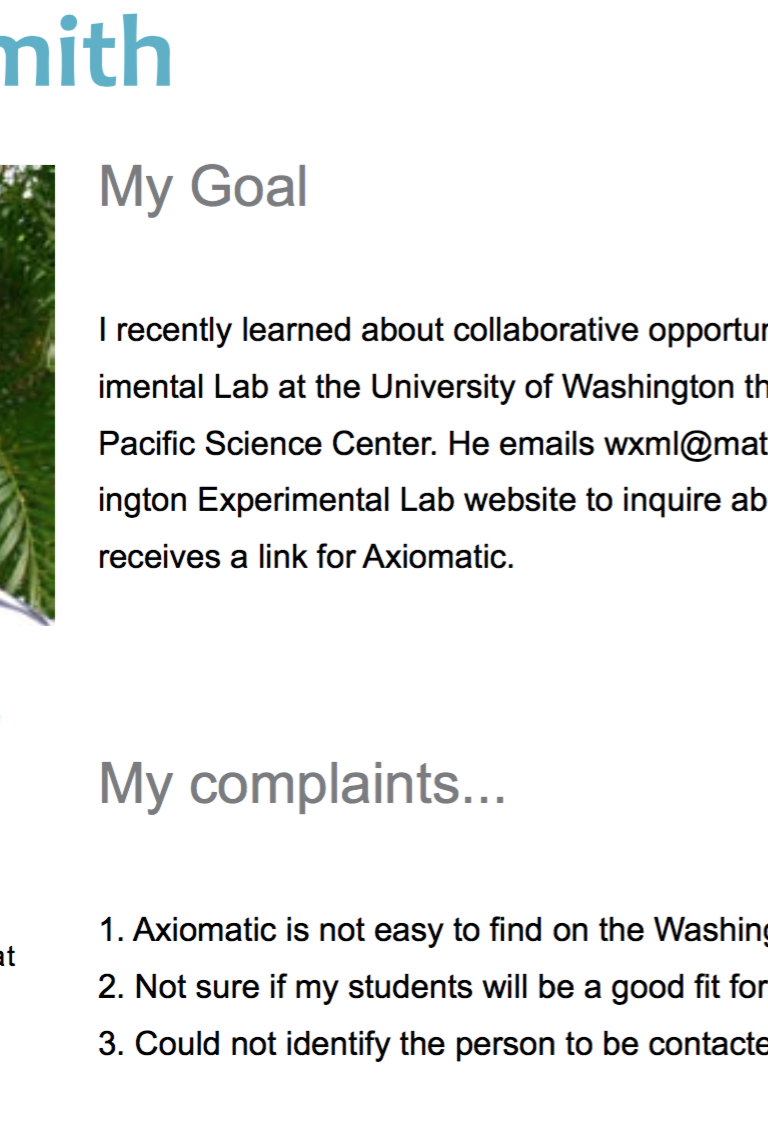 mith
My Goal
I recently learned about collaborative opportun
imental Lab at the University of Washington th
Pacific Science Center. He emails wxml@mat
ington Experimental Lab website to inquire ab
receives a link for Axiomatic.
My complaints...
1. Axiomatic is not easy to find on the Washing
at
2. Not sure if my students will be a good fit for
3. Could not identify the person to be contacte